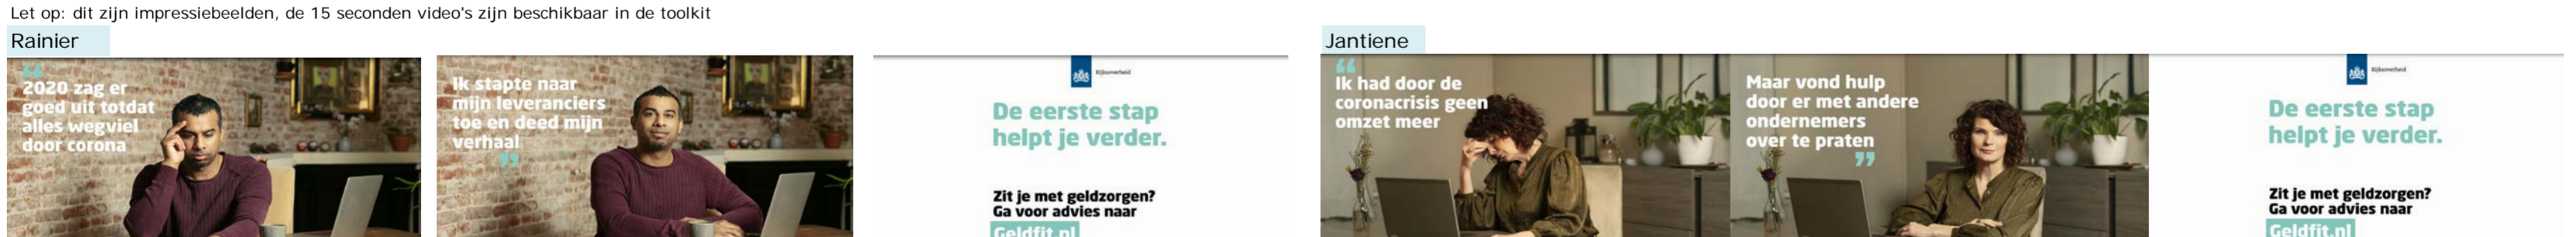 Let op: dit zijn impressiebeelden, de 15 seconden video's zijn beschikbaar in de toolkit
Rainier
“
2020 zag er
goed uit totdat
alles wegviel
door corona
Ik stapte naar
mijn leveranciers
toe en deed mijn
verhaal
”
Rijksoverheid
De eerste stap
helpt je verder.
Zit je met geldzorgen?
Ga voor advies naar
Geldfit.nl
Jantiene
“
Ik had door de
coronacrisis geen
omzet meer
Maar vond hulp
door er met andere
ondernemers
over te praten
”
Rijksoverheid
De eerste stap
helpt je verder.
Zit je met geldzorgen?
Ga voor advies naar
Geldfit.nl